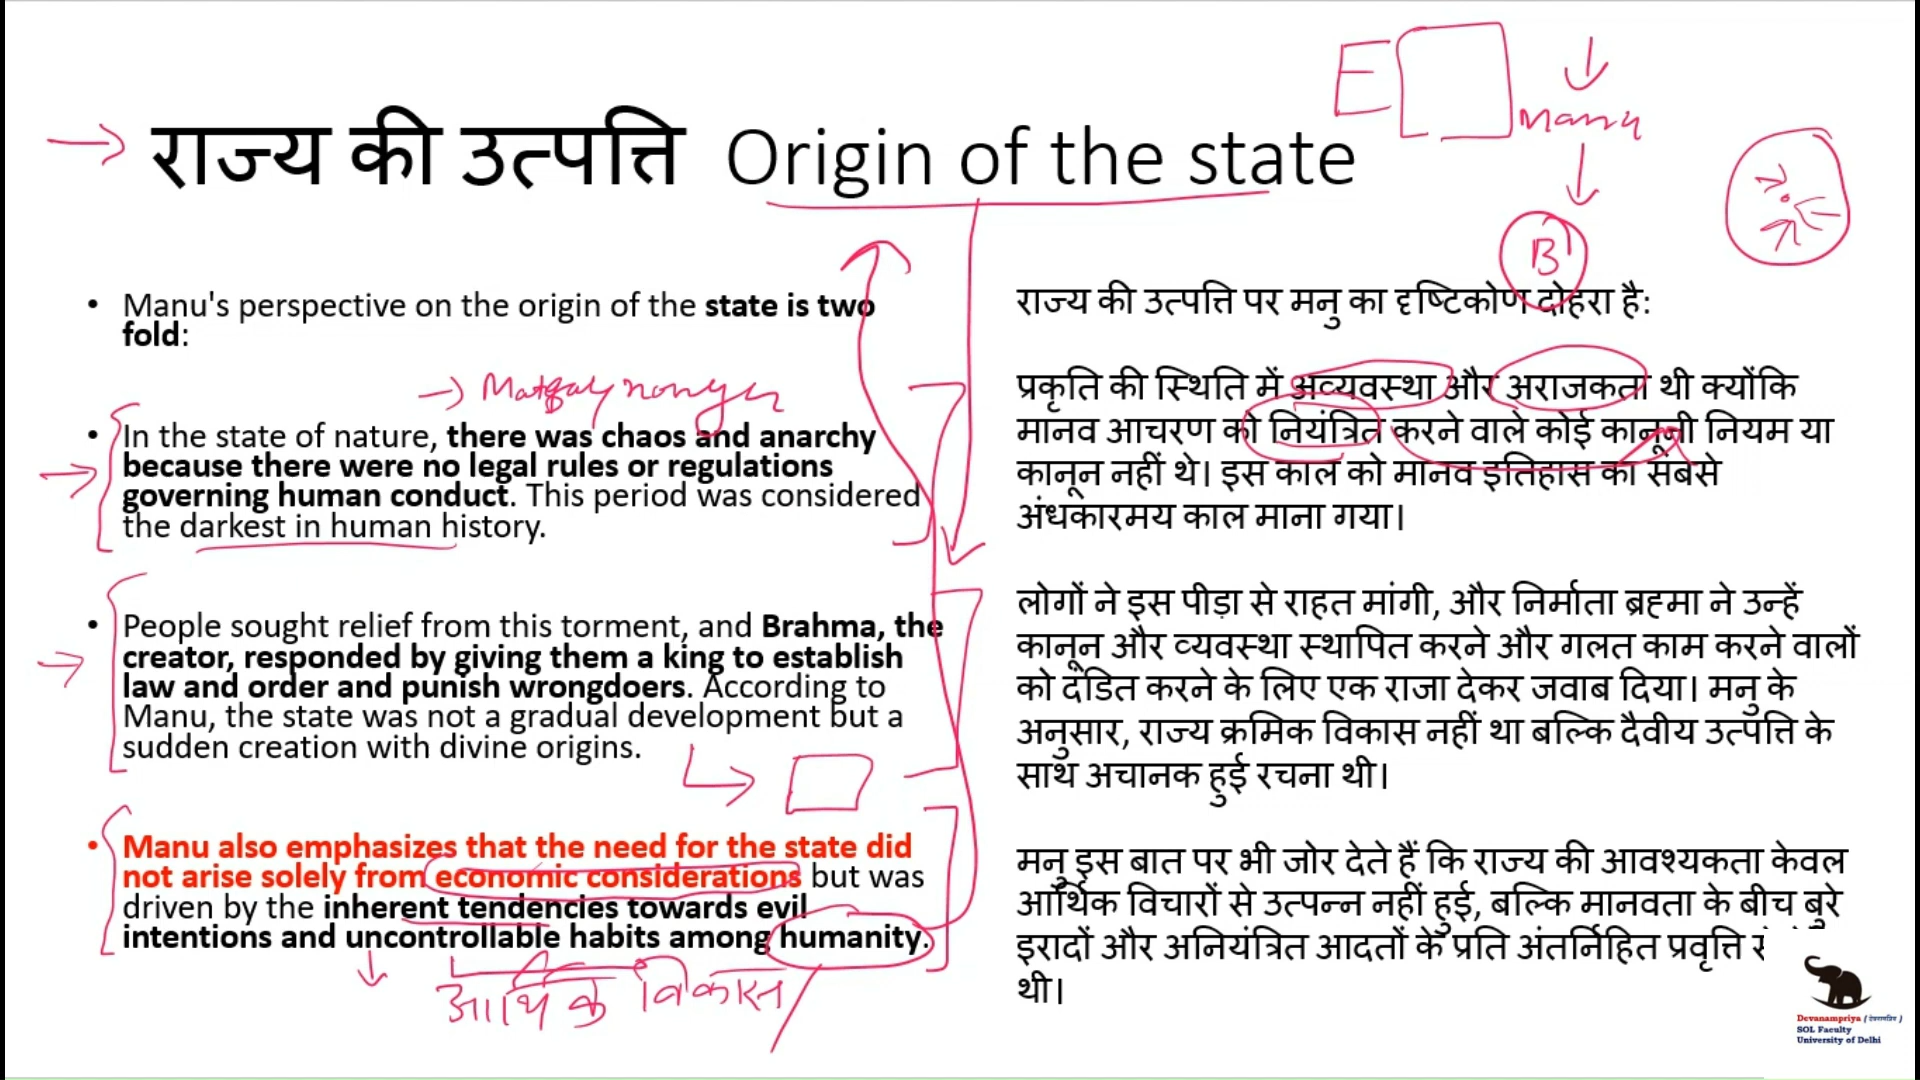 राज्य की उत्पत्ति Origin of the state
E
Manu
B
• Manu's perspective on the origin of the state is two
fold:
• In the state of nature, there was chaos and anarchy
because there were no legal rules or regulations
governing human conduct. This period was considered
the darkest in human history.
• People sought relief from this torment, and Brahma, the
creator, responded by giving them a king to establish
law and order and punish wrongdoers. According to
Manu, the state was not a gradual development but a
sudden creation with divine origins.
• Manu also emphasizes that the need for the state did
not arise solely from economic considerations but was
driven by the inherent tendencies towards evil
intentions and uncontrollable habits among humanity.
आर्थिक विकास
राज्य की उत्पत्ति पर मनु का दृष्टिकोण दोहरा है:
प्रकृति की स्थिति में अव्यवस्था और अराजकता थी क्योंकि
मानव आचरण को नियंत्रित करने वाले कोई कानूनी नियम या
कानून नहीं थे। इस काल को मानव इतिहास का सबसे
अंधकारमय काल माना गया।
लोगों ने इस पीड़ा से राहत मांगी, और निर्माता ब्रह्मा ने उन्हें
कानून और व्यवस्था स्थापित करने और गलत काम करने वालों
को दंडित करने के लिए एक राजा देकर जवाब दिया। मनु के
अनुसार, राज्य क्रमिक विकास नहीं था बल्कि दैवीय उत्पत्ति के
साथ अचानक हुई रचना थी।
मनु इस बात पर भी जोर देते हैं कि राज्य की आवश्यकता केवल
आर्थिक विचारों से उत्पन्न नहीं हुई, बल्कि मानवता के बीच बुरे
इरादों और अनियंत्रित आदतों के प्रति अंतर्निहित प्रवृत्ति
थी।
Devanampriya
SOL Faculty
University of Delhi